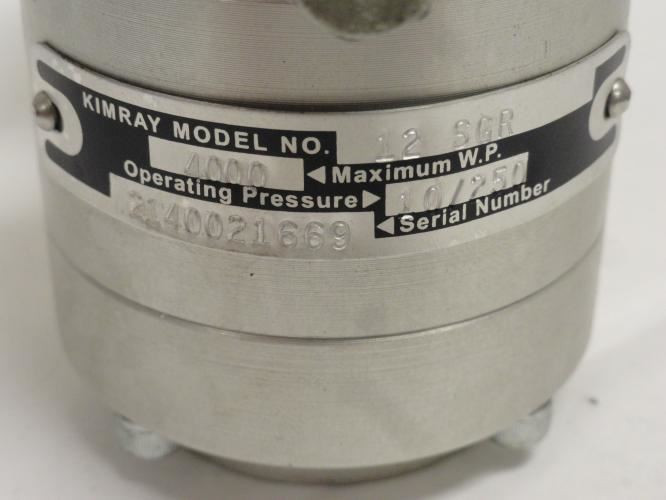 KIMRAY MODEL NO. 12 SGR
4000 ◄Maximum W.P.
Operating Pressure► 10/250
2140021669 ◄Serial Number